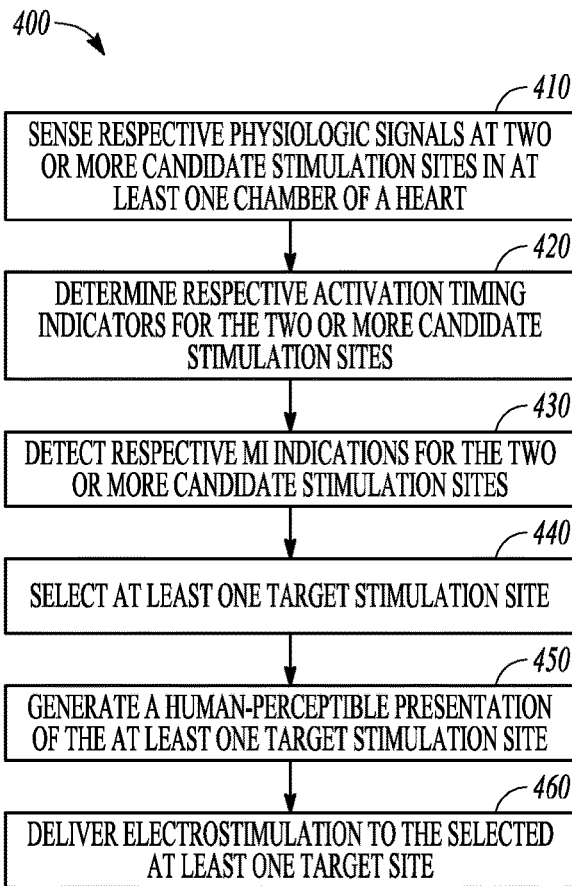 400
410
SENSE RESPECTIVE PHYSIOLOGIC SIGNALS AT TWO
OR MORE CANDIDATE STIMULATION SITES IN AT
LEAST ONE CHAMBER OF A HEART
420
DETERMINE RESPECTIVE ACTIVATION TIMING
INDICATORS FOR THE TWO OR MORE CANDIDATE
STIMULATION SITES
430
DETECT RESPECTIVE MI INDICATIONS FOR THE TWO
OR MORE CANDIDATE STIMULATION SITES
440
SELECT AT LEAST ONE TARGET STIMULATION SITE
450
GENERATE A HUMAN-PERCEPTIBLE PRESENTATION
OF THE AT LEAST ONE TARGET STIMULATION SITE
460
DELIVER ELECTROSTIMULATION TO THE SELECTED
AT LEAST ONE TARGET SITE